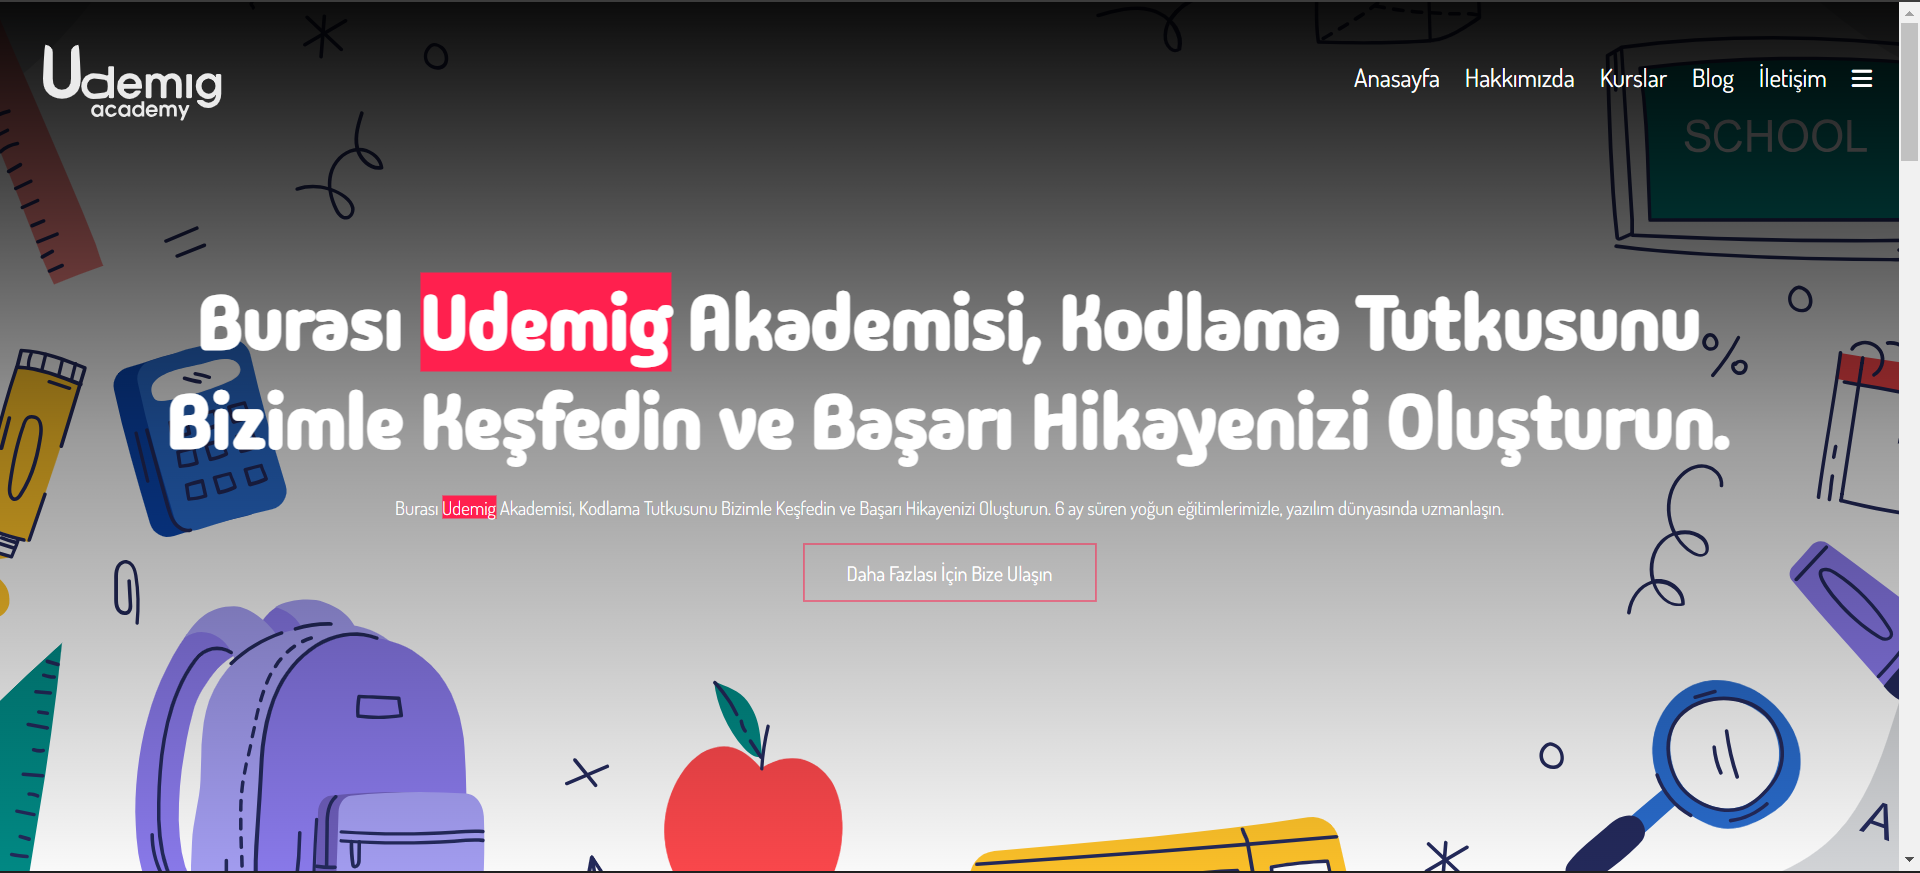 Udemig
academy
Anasayfa Hakkımızda Kurslar Blog İletişim
SCHOOL
Burası Udemig Akademisi, Kodlama Tutkusunu
Bizimle Keşfedin ve Başarı Hikayenizi Oluşturun.
Burası Udemig Akademisi, Kodlama Tutkusunu Bizimle Keşfedin ve Başarı Hikayenizi Oluşturun. 6 ay süren yoğun eğitimlerimizle, yazılım dünyasında uzmanlaşın.
Daha Fazlası İçin Bize Ulaşın
A